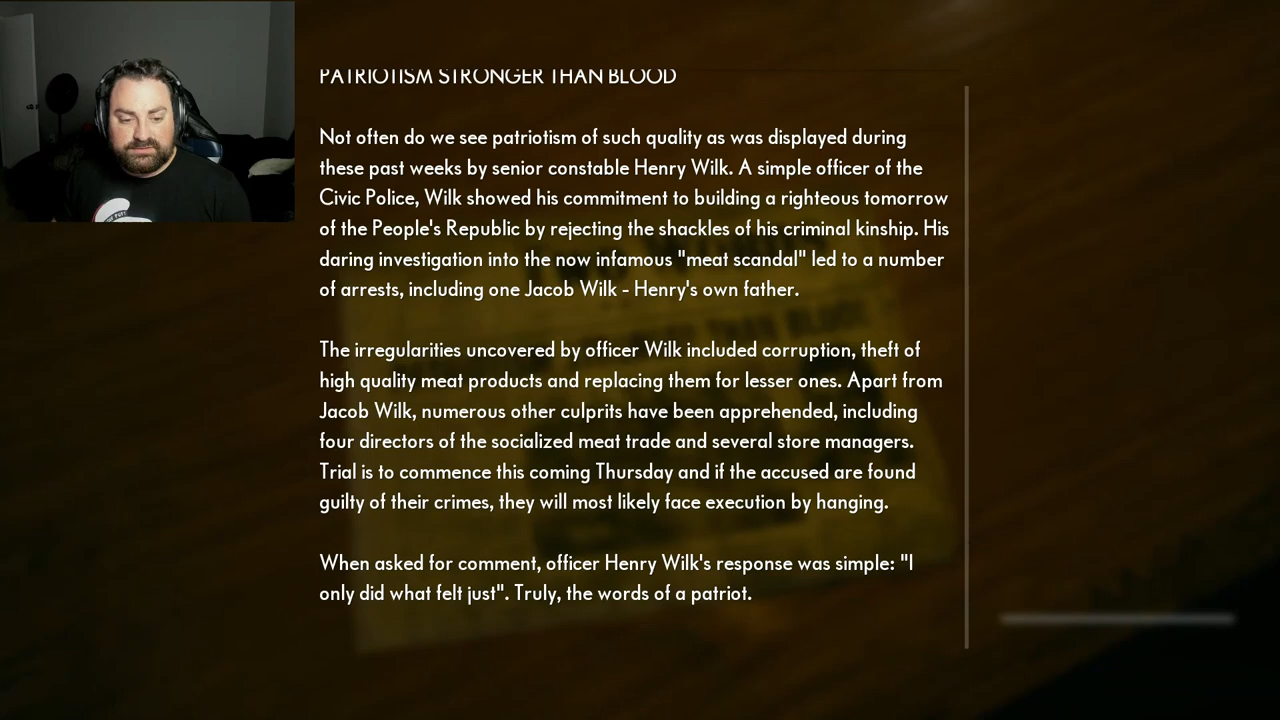 PATRIOTISM STRONGER THAN BLOOD
Not often do we see patriotism of such quality as was displayed during
these past weeks by senior constable Henry Wilk. A simple officer of the
Civic Police, Wilk showed his commitment to building a righteous tomorrow
of the People's Republic by rejecting the shackles of his criminal kinship. His
daring investigation into the now infamous "meat scandal" led to a number
of arrests, including one Jacob Wilk - Henry's own father.
The irregularities uncovered by officer Wilk included corruption, theft of
high quality meat products and replacing them for lesser ones. Apart from
Jacob Wilk, numerous other culprits have been apprehended, including
four directors of the socialized meat trade and several store managers.
Trial is to commence this coming Thursday and if the accused are found
guilty of their crimes, they will most likely face execution by hanging.
When asked for comment, officer Henry Wilk's response was simple: "I
only did what felt just". Truly, the words of a patriot.